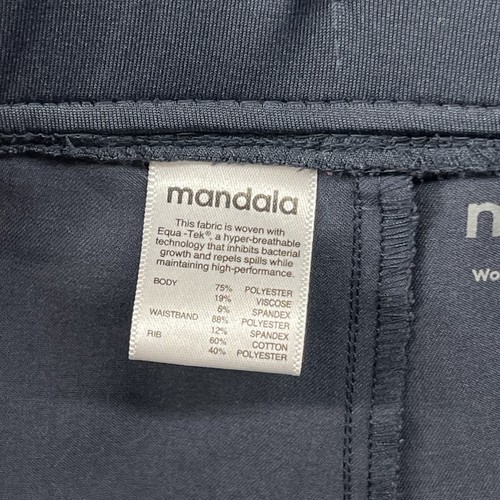 mandala
This fabric is woven with
Equa -Tek®, a hyper-breathable
technology that inhibits bacterial
growth and repels spills while
maintaining high-performance.
BODY 75% POLYESTER
19% VISCOSE
6% SPANDEX
WAISTBAND 88% POLYESTER
12% SPANDEX
RIB 60% COTTON
40% POLYESTER